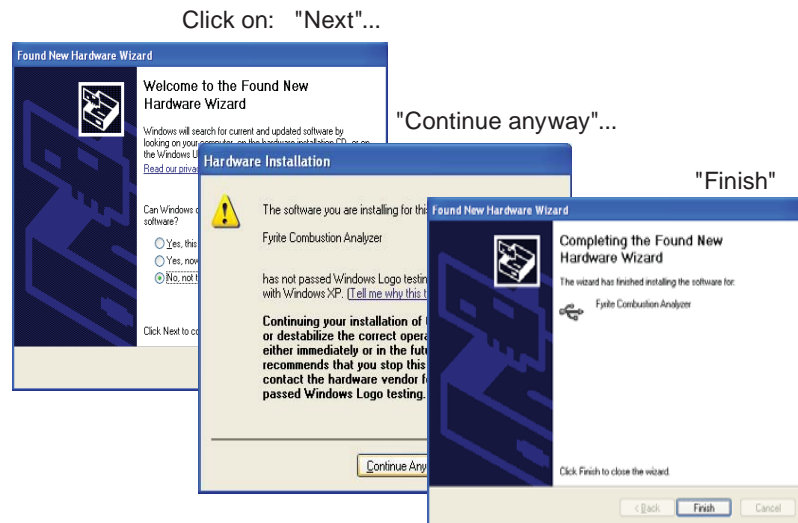 Click on: "Next"...
Found New Hardware Wizard
Welcome to the Found New
Hardware Wizard
Windows will search for current and updated software by
looking on your computer, on the hardware installation CD, or on
the Windows
Read our
Can Windows
software?
Yes, this
Yes, now
No, not
Click Next to
"Continue anyway"...
Hardware Installation
The software you are installing for this
Fyrite Combustion Analyzer
has not passed Windows Logo
with Windows XP. (Tell me why this
Continuing your installation of
or destabilize the correct
either immediately or in the
recommends that you stop this
contact the hardware vendor
passed Windows Logo testing.
Continue
"Finish"
Found New Hardware Wizard
Completing the Found New
Hardware Wizard
The wizard has finished installing the software for:
Fyrite Combustion Analyzer
Click Finish to close the wizard.
< Back Finish Cancel